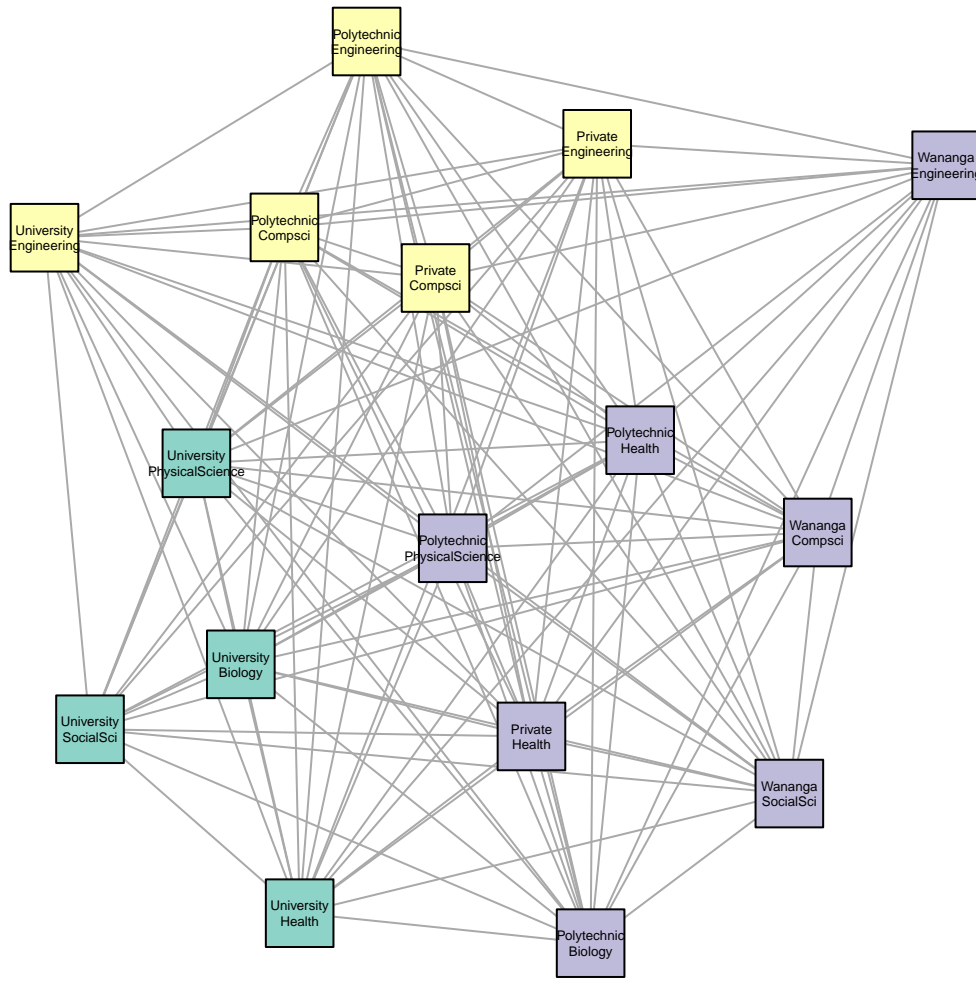 Polytechnic
Engineering
Private
Engineering
Wananga
Engineering
Polytechnic
Compsci
University
Engineering
Private
Compsci
Polytechnic
Health
University
PhysicalScience
Wananga
Compsci
Polytechnic
PhysicalScience
University
Biology
University
SocialSci
Private
Health
Wananga
SocialSci
University
Health
Polytechnic
Biology